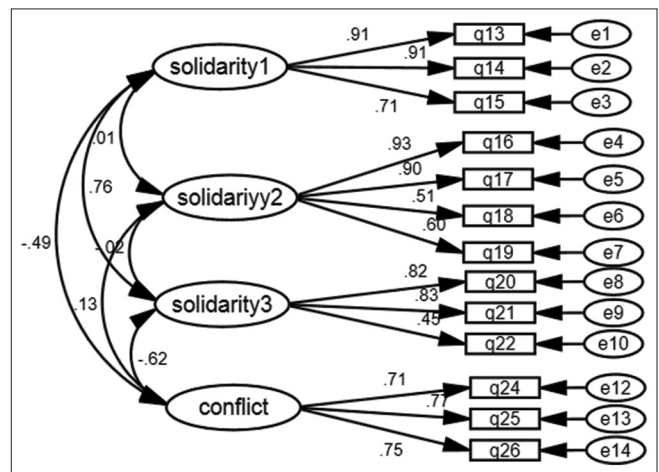 .91
q13
e1
solidarity1
.91
q14
e2
.71
q15
e3
.01
.93
q16
e4
.76
.90
q17
e5
solidariyy2
.51
q18
e6
-.49
-.02
.60
q19
e7
.82
q20
e8
.13
solidarity3
.83
q21
e9
.45
q22
e10
-.62
.71
q24
e12
conflict
.77
q25
e13
.75
q26
e14